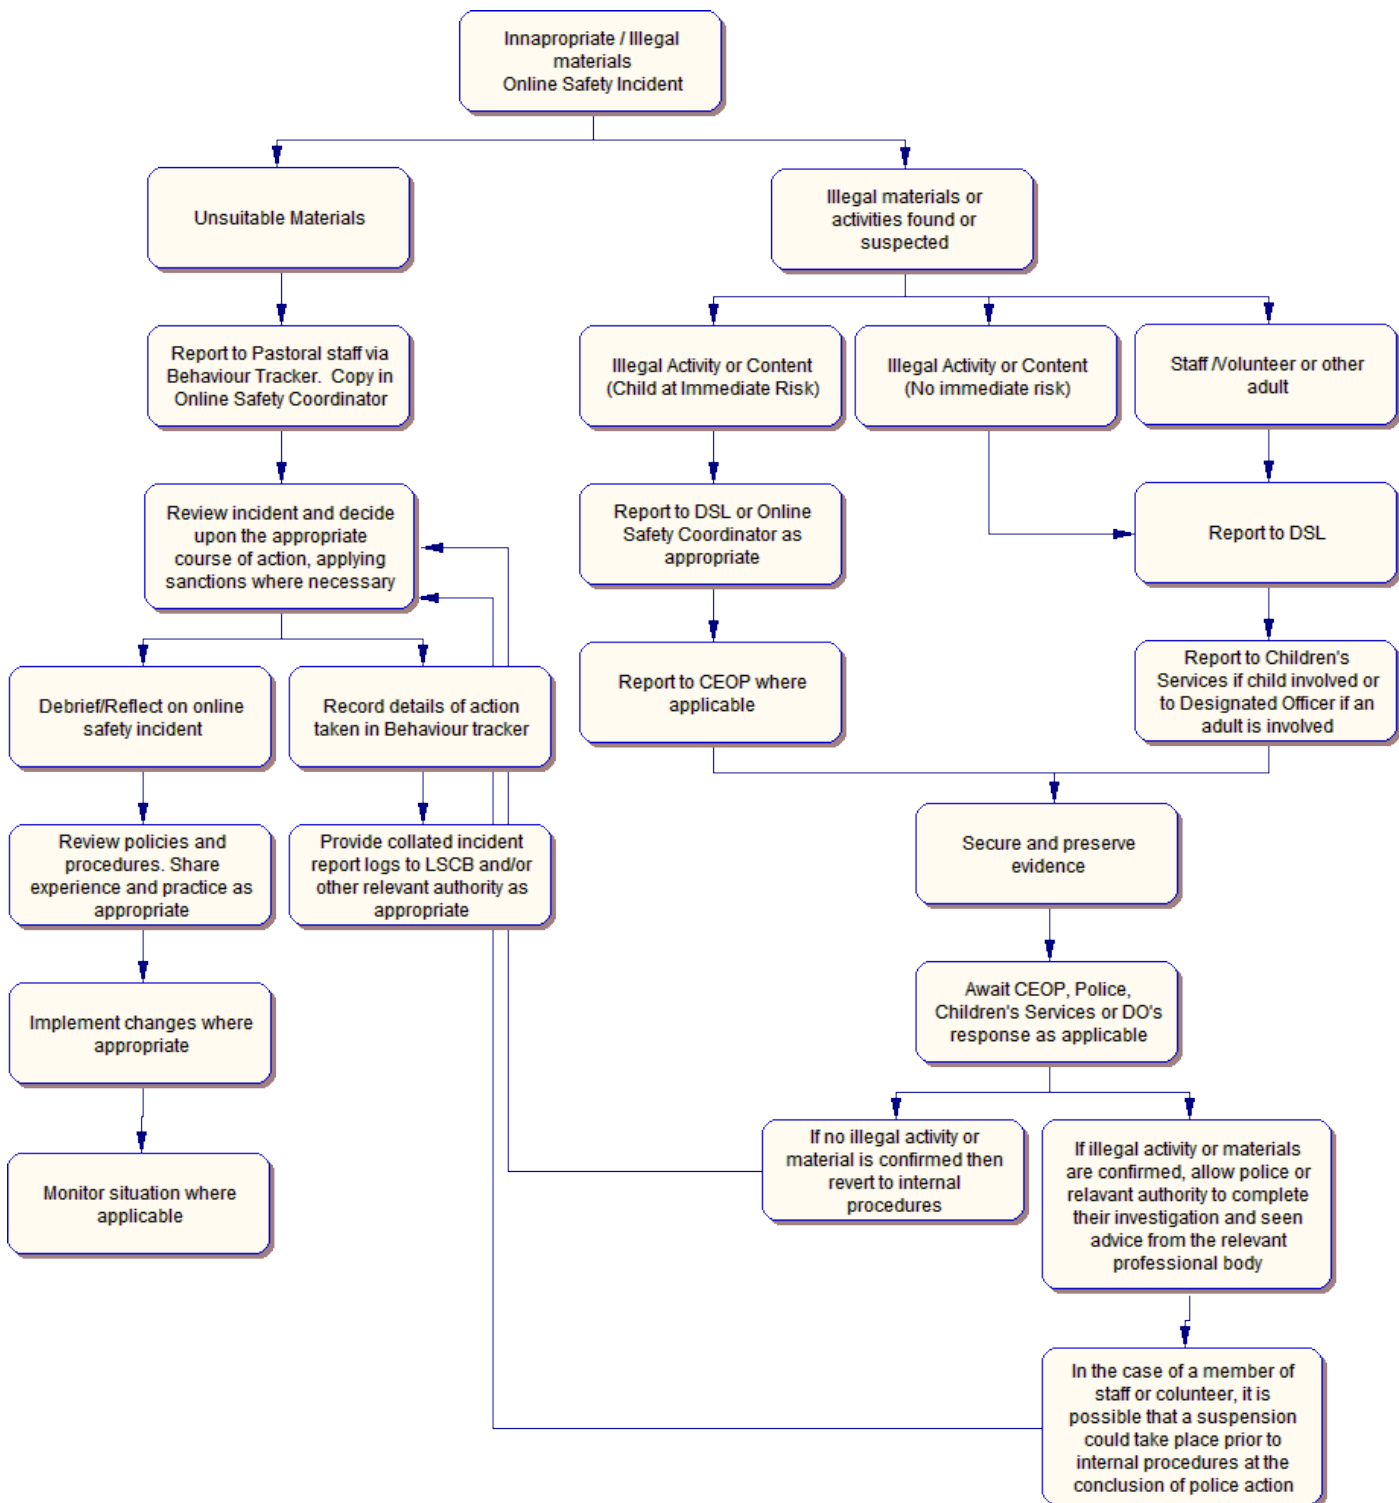 Innapropriate / Illegal
materials
Online Safety Incident
Unsuitable Materials
Illegal materials or
activities found or
suspected
Report to Pastoral staff via
Behaviour Tracker.  Copy in
Online Safety Coordinator
Illegal Activity or Content
(Child at Immediate Risk)
Illegal Activity or Content
(No immediate risk)
Staff /Volunteer or other
adult
Review incident and decide
upon the appropriate
course of action, applying
sanctions where necessary
Report to DSL or Online
Safety Coordinator as
appropriate
Report to DSL
Debrief/Reflect on online
safety incident
Record details of action
taken in Behaviour tracker
Report to CEOP where
applicable
Report to Children's
Services if child involved or
to Designated Officer if an
adult is involved
Review policies and
procedures. Share
experience and practice as
appropriate
Provide collated incident
report logs to LSCB and/or
other relevant authority as
appropriate
Secure and preserve
evidence
Implement changes where
appropriate
Await CEOP, Police,
Children's Services or DO's
response as applicable
Monitor situation where
applicable
If no illegal activity or
material is confirmed then
revert to internal
procedures
If illegal activity or materials
are confirmed, allow police or
relavant authority to complete
their investigation and seen
advice from the relevant
professional body
In the case of a member of
staff or colunteer, it is
possible that a suspension
could take place prior to
internal procedures at the
conclusion of police action